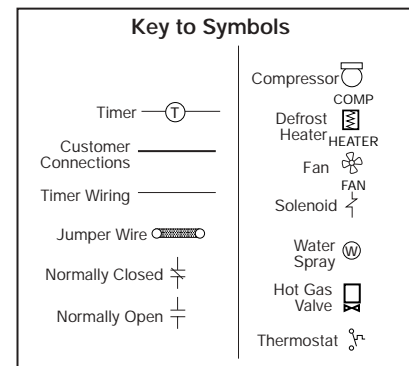 Key to Symbols
Timer
T
Customer
Connections
Timer Wiring
Jumper Wire
Normally Closed
Normally Open
Compressor
COMP
Defrost
Heater
HEATER
Fan
FAN
Solenoid
Water
Spray
W
Hot Gas
Valve
Thermostat